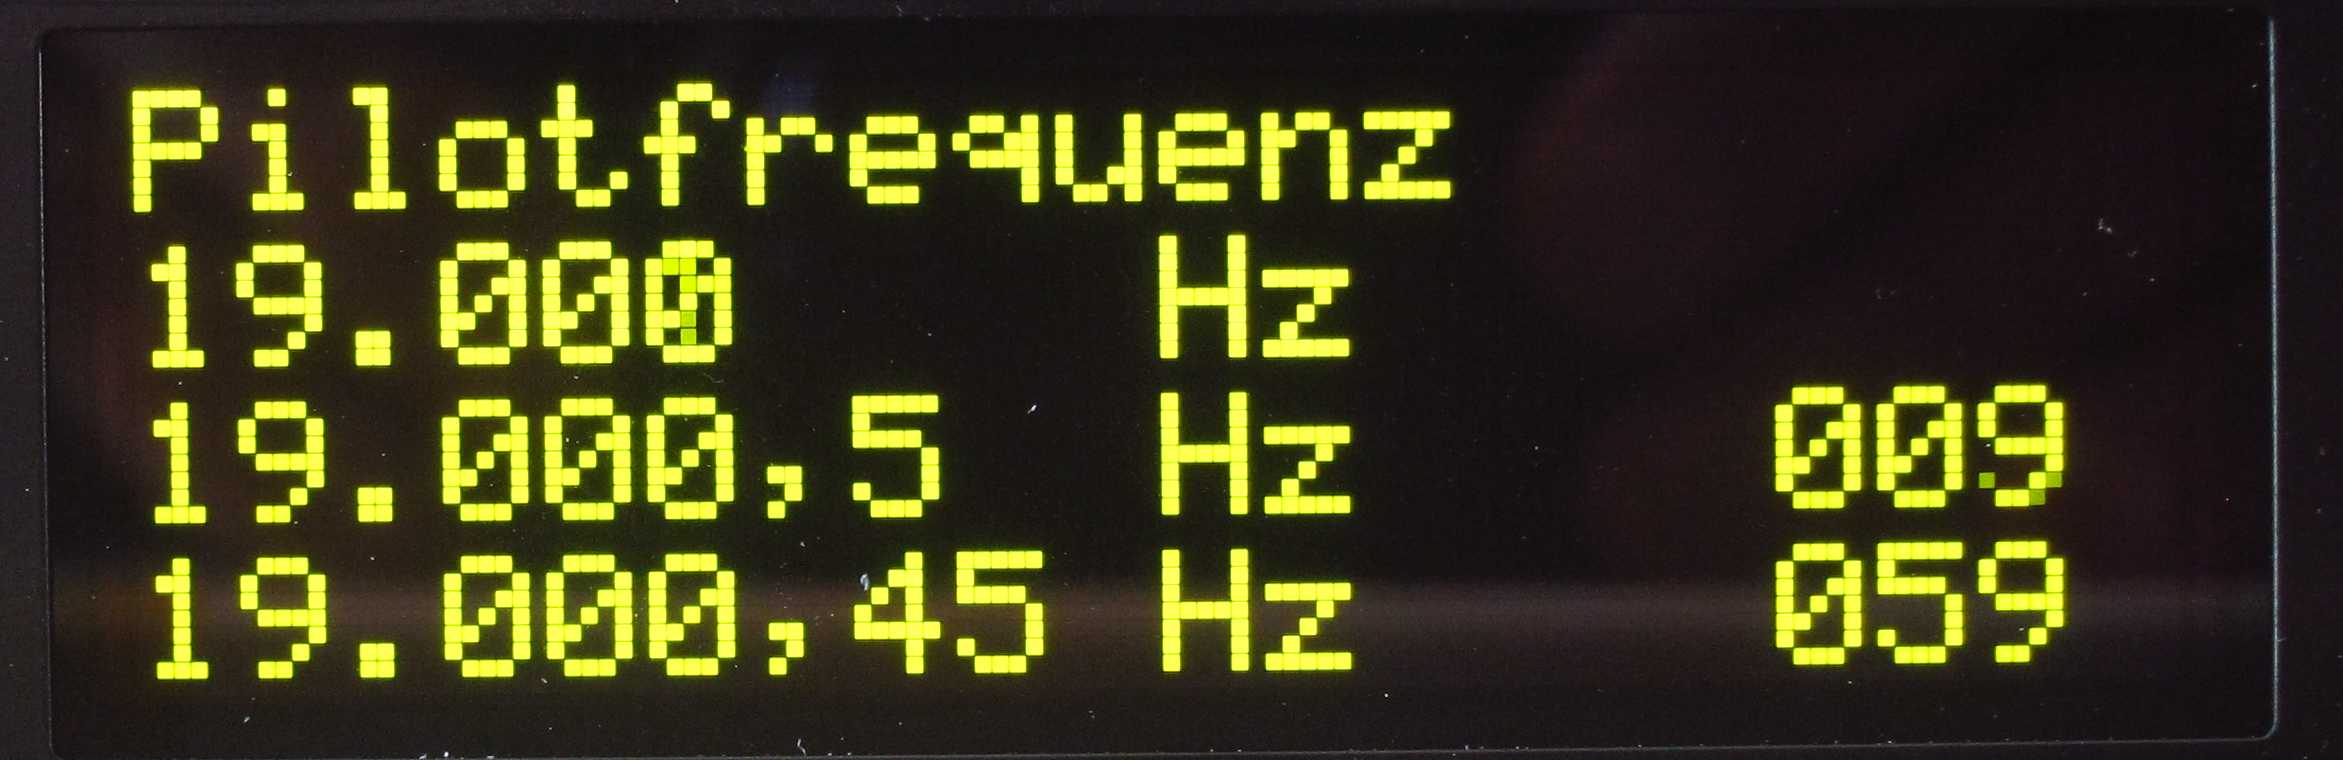 Pilotfrequenz
19.000 Hz
19.000,5 Hz 009
19.000,45 Hz 059